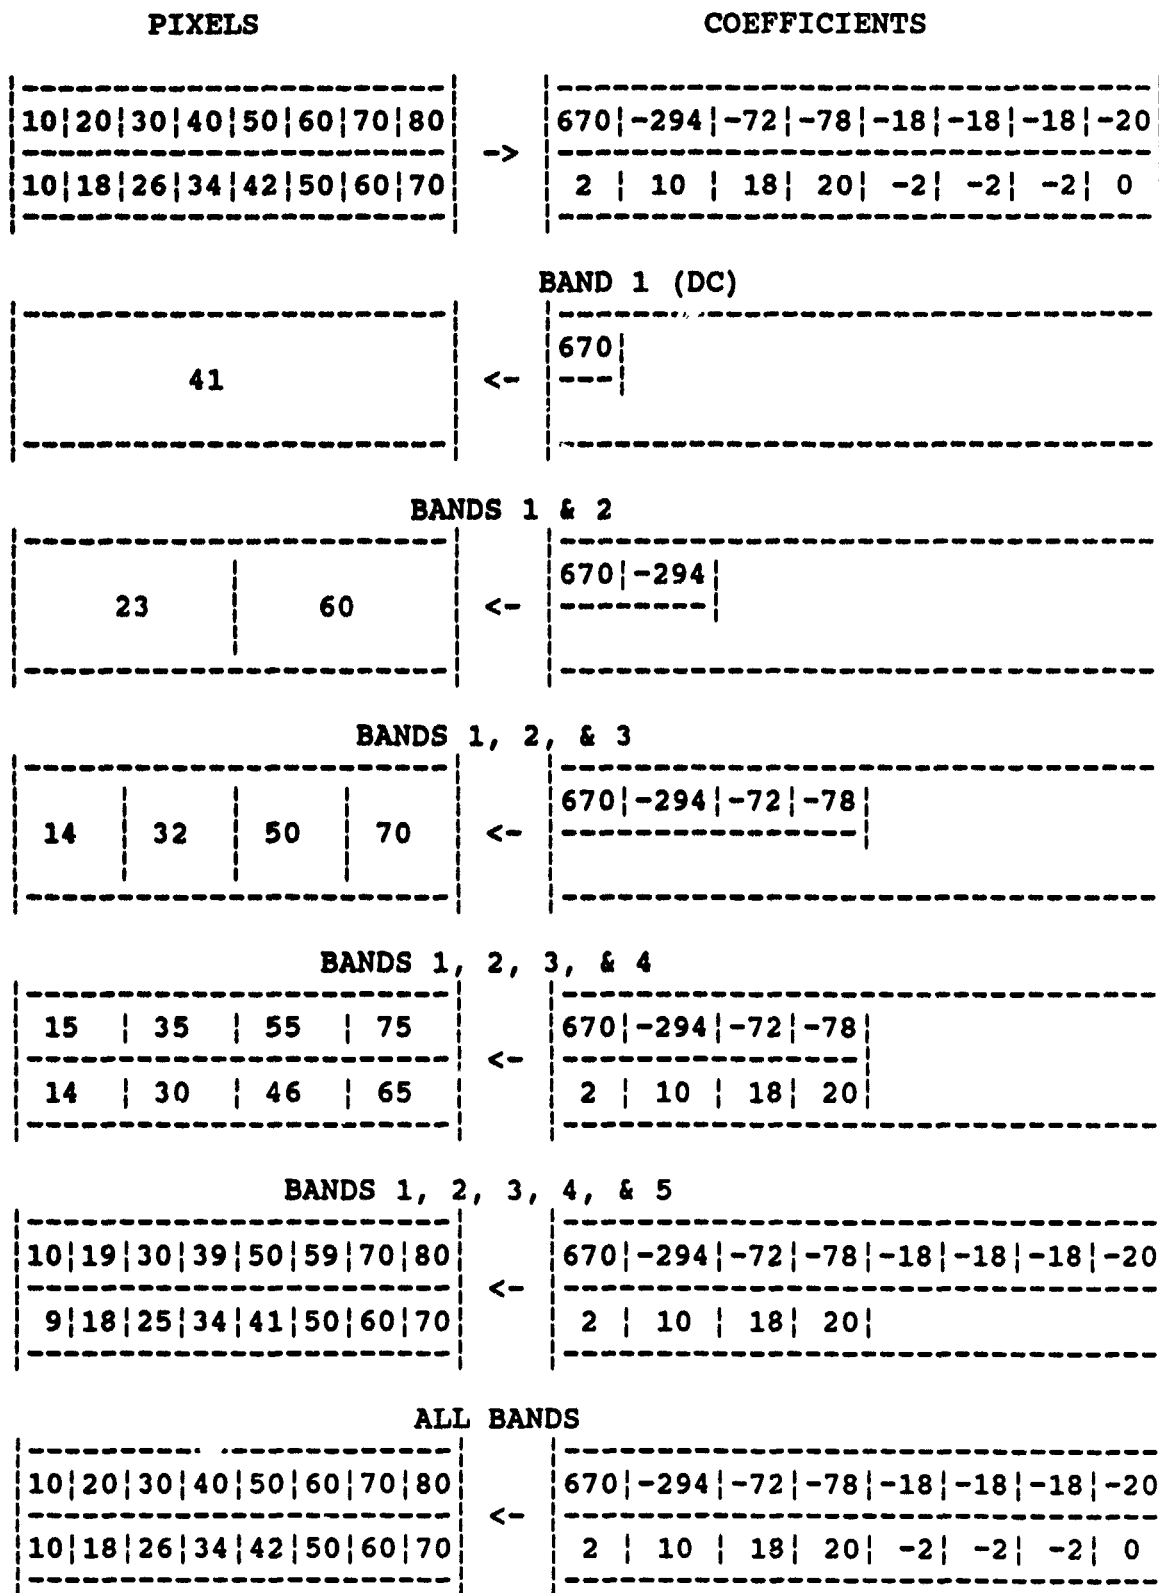 PIXELS COEFFICIENTS
10|20|30|40|50|60|70|80 670|-294|-72|-78|-18|-18|-18|-20
->
10|18|26|34|42|50|60|70 2 | 10 | 18| 20| -2| -2| -2| 0
BAND 1 (DC)
670|
41 <-
BANDS 1 & 2
670|-294|
23 | 60 <-
BANDS 1, 2, & 3
670|-294|-72|-78|
14 | 32 | 50 | 70 <-
BANDS 1, 2, 3, & 4
15 | 35 | 55 | 75 670|-294|-72|-78|
<-
14 | 30 | 46 | 65 2 | 10 | 18| 20|
BANDS 1, 2, 3, 4, & 5
10|19|30|39|50|59|70|80 670|-294|-72|-78|-18|-18|-18|-20
<-
9|18|25|34|41|50|60|70 2 | 10 | 18| 20|
ALL BANDS
10|20|30|40|50|60|70|80 670|-294|-72|-78|-18|-18|-18|-20
<-
10|18|26|34|42|50|60|70 2 | 10 | 18| 20| -2| -2| -2| 0